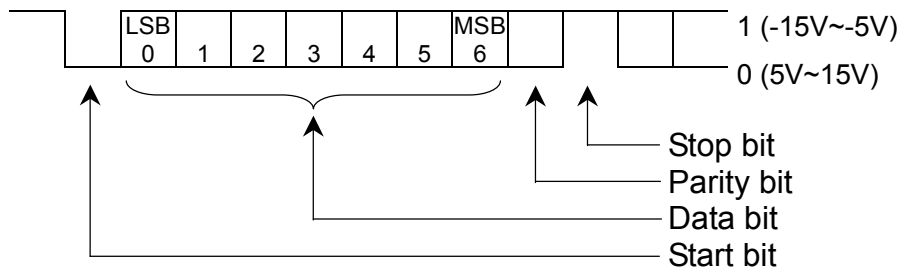 LSB MSB
0 1 2 3 4 5 6
1 (-15V~-5V)
0 (5V~15V)
Stop bit
Parity bit
Data bit
Start bit